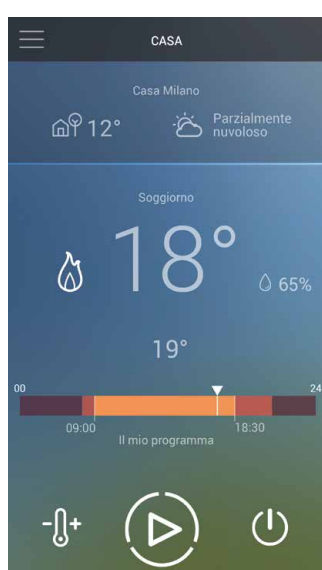 CASA
Casa Milano
12°
Parzialmente
nuvoloso
Soggiorno
18°
65%
19°
00 24
09:00 18:30
Il mio programma
- +